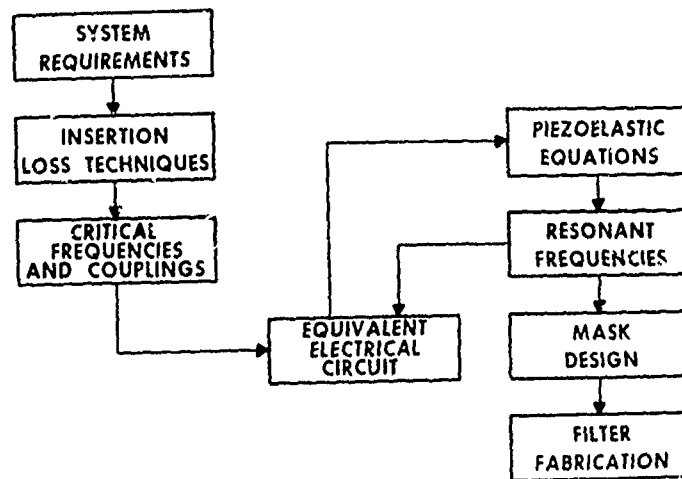 SYSTEM
REQUIREMENTS
INSERTION
LOSS TECHNIQUES
CRITICAL
FREQUENCIES
AND COUPLINGS
EQUIVALENT
ELECTRICAL
CIRCUIT
PIEZOELASTIC
EQUATIONS
RESONANT
FREQUENCIES
MASK
DESIGN
FILTER
FABRICATION